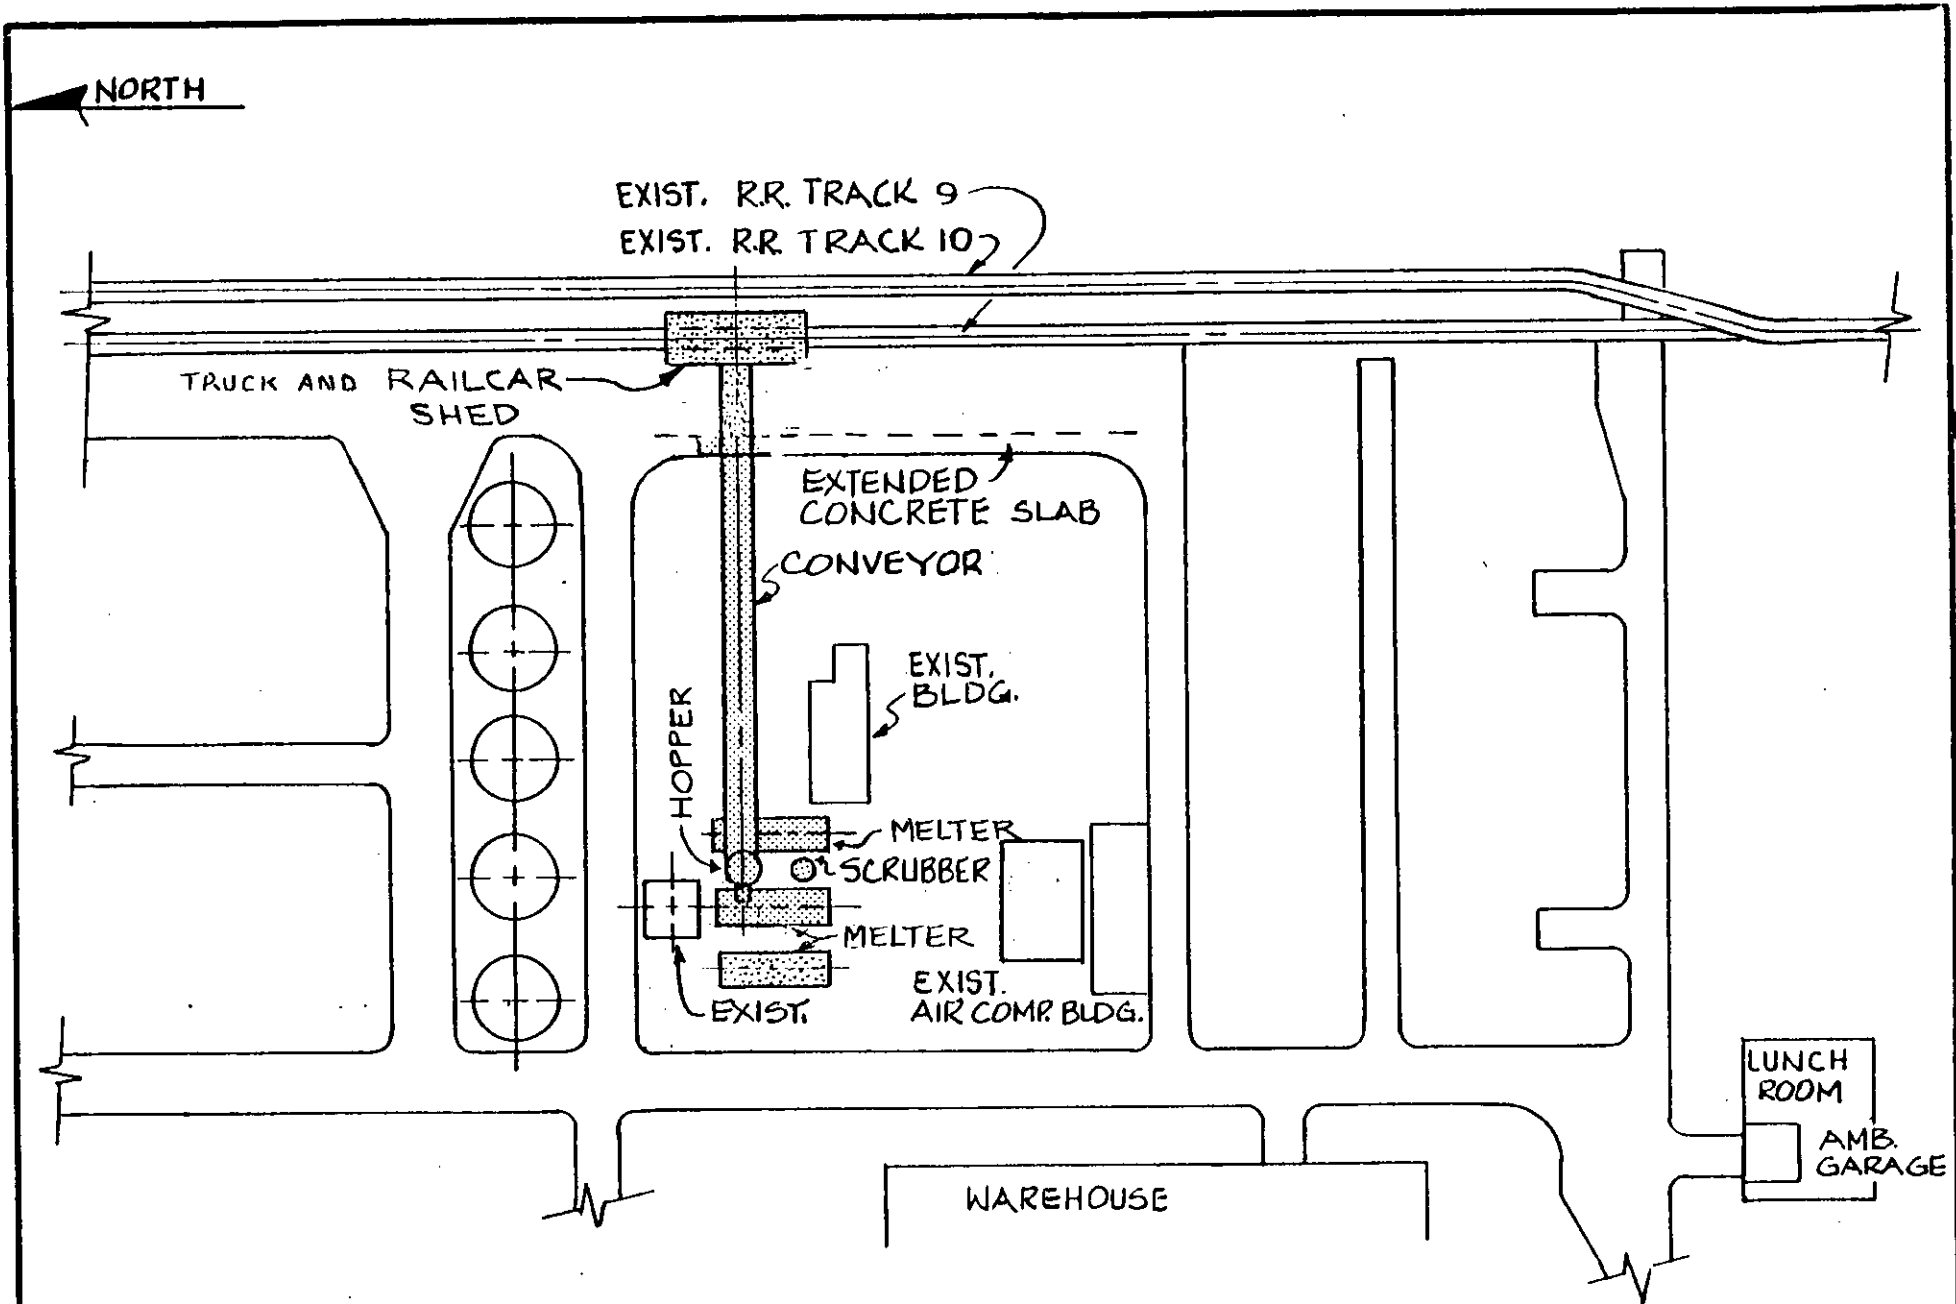 NORTH
EXIST. R.R. TRACK 9
EXIST. R.R. TRACK 10
TRUCK AND RAILCAR
SHED
EXTENDED
CONCRETE SLAB
CONVEYOR
EXIST.
BLDG.
HOPPER
MELTER
SCRUBBER
MELTER
EXIST.
EXIST.
AIR COMP. BLDG.
LUNCH
ROOM
AMB.
GARAGE
WAREHOUSE